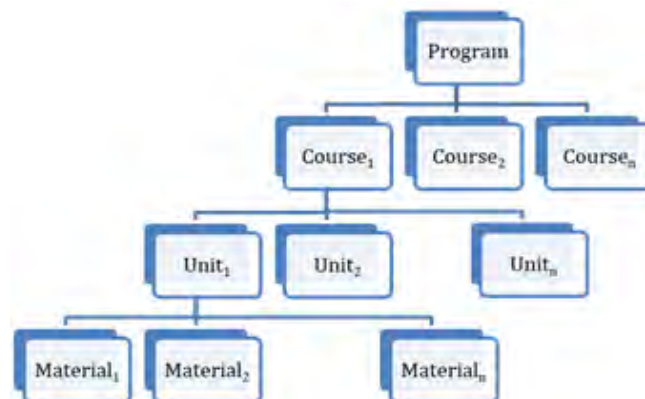 Program
Course₁ Course₂ Courseₙ
Unit₁ Unit₂ Unitₙ
Material₁ Material₂ Materialₙ